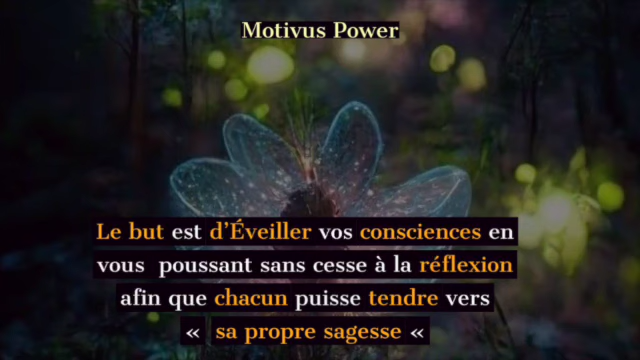 Motivus Power
Le but est d’Éveiller vos consciences en
vous poussant sans cesse à la réflexion
afin que chacun puisse tendre vers
« sa propre sagesse «